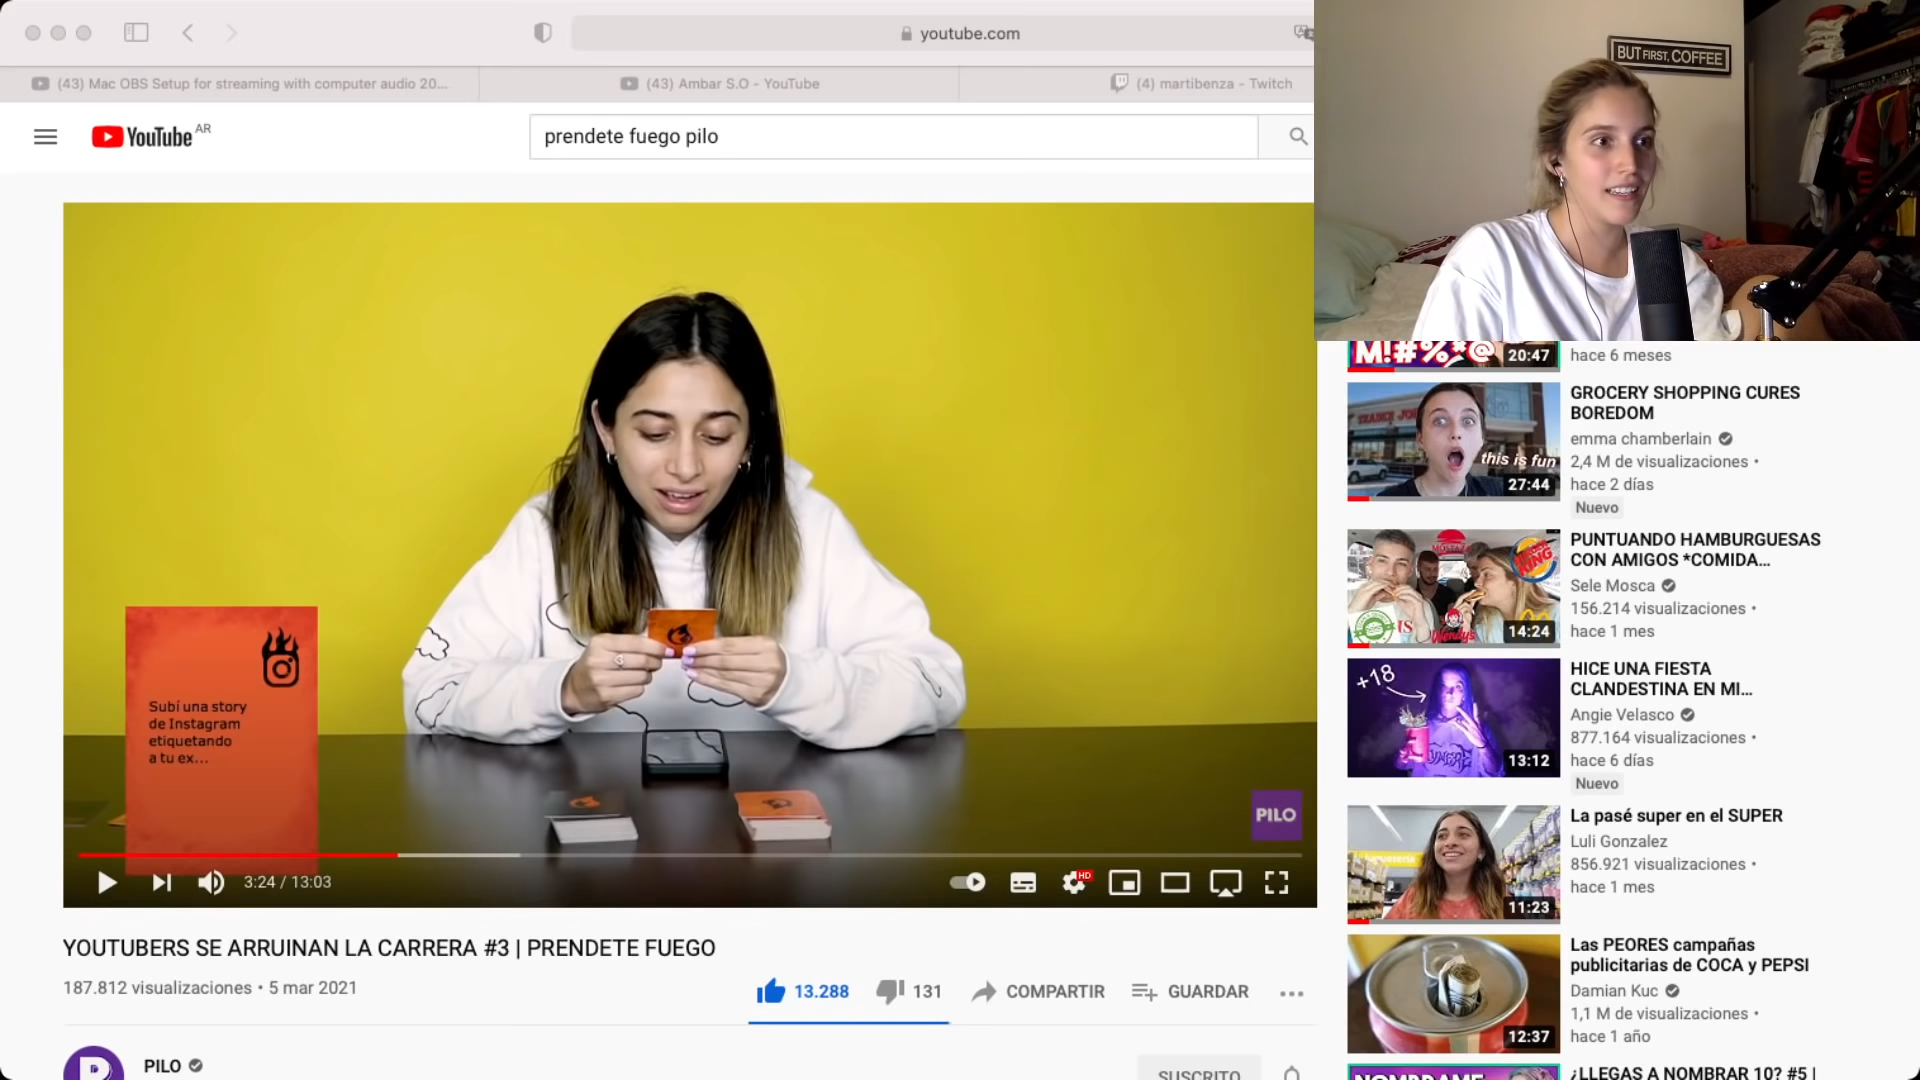 youtube.com
(43) Mac OBS Setup for streaming with computer audio 20...
(43) Ambar S.O - YouTube
(4) martibenza - Twitch
BUT FIRST, COFFEE
YouTube AR
prendete fuego pilo
Subí una story
de Instagram
etiquetando
a tu ex...
PILO
3:24 / 13:03
HD
YOUTUBERS SE ARRUINAN LA CARRERA #3 | PRENDETE FUEGO
187.812 visualizaciones • 5 mar 2021
13.288
131
COMPARTIR
GUARDAR
PILO
SUSCRITO
M!#%*@
20:47
hace 6 meses
this is fun
27:44
GROCERY SHOPPING CURES
BOREDOM
emma chamberlain
2,4 M de visualizaciones •
hace 2 días
Nuevo
BURGER KING
Wendy's
14:24
PUNTUANDO HAMBURGUESAS
CON AMIGOS *COMIDA...
Sele Mosca
156.214 visualizaciones •
hace 1 mes
+18
13:12
HICE UNA FIESTA
CLANDESTINA EN MI...
Angie Velasco
877.164 visualizaciones •
hace 6 días
Nuevo
11:23
La pasé super en el SUPER
Luli Gonzalez
856.921 visualizaciones •
hace 1 mes
12:37
Las PEORES campañas
publicitarias de COCA y PEPSI
Damian Kuc
1,1 M de visualizaciones •
hace 1 año
NOMBRAME
¿LLEGAS A NOMBRAR 10? #5 |